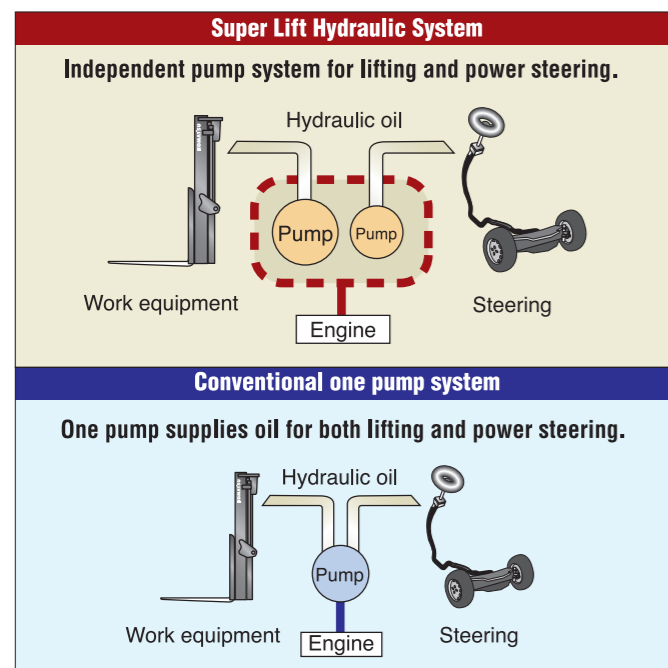 Super Lift Hydraulic System
Independent pump system for lifting and power steering.
Hydraulic oil
Pump
Pump
Work equipment
Steering
Engine
Conventional one pump system
One pump supplies oil for both lifting and power steering.
Hydraulic oil
Pump
Work equipment
Engine
Steering